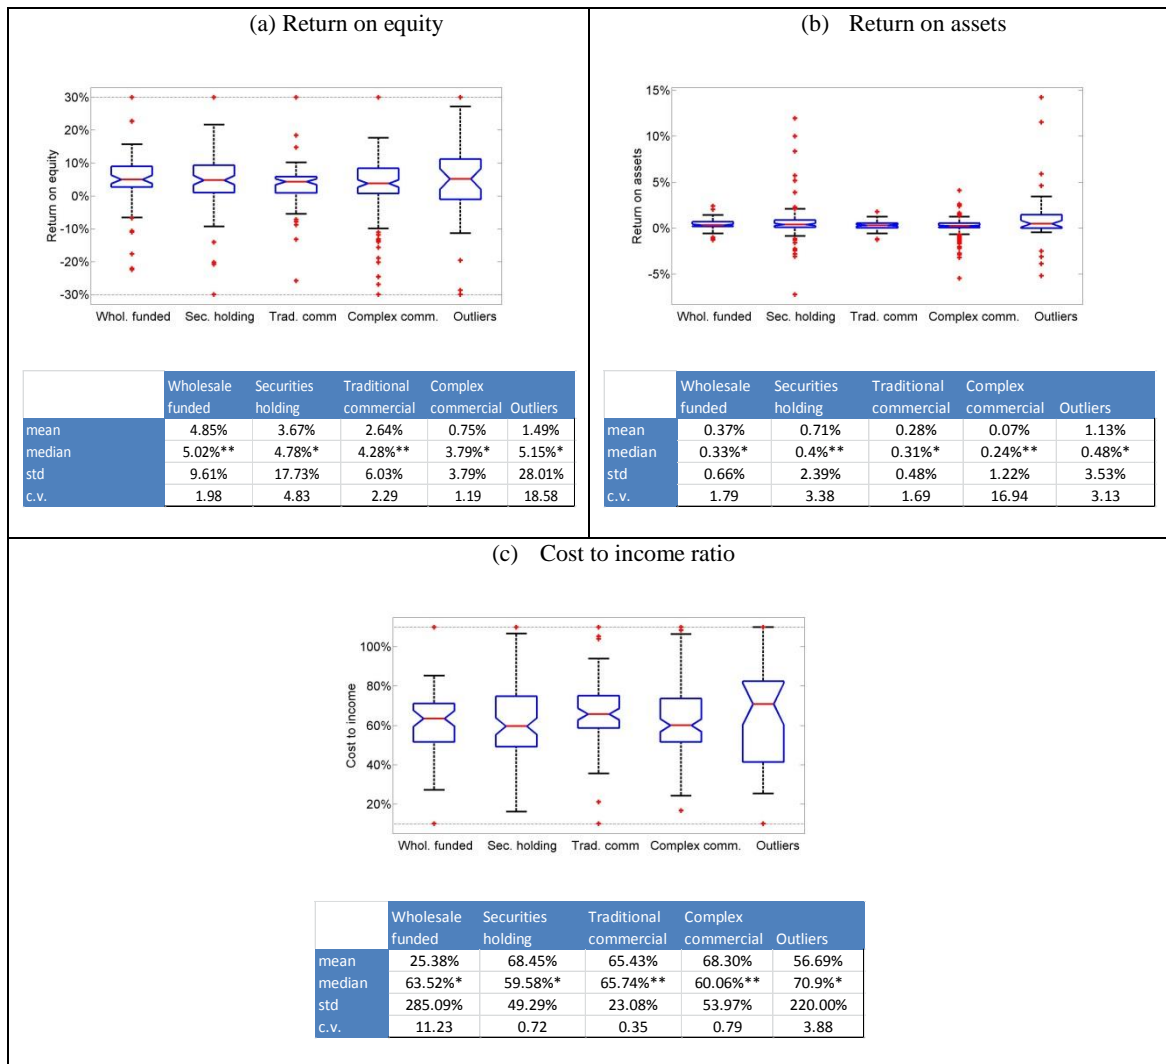 (a) Return on equity
30%
20%
10%
0%
-10%
-20%
-30%
Return on equity
Whol. funded Sec. holding Trad. comm Complex comm. Outliers
Wholesale funded Securities holding Traditional commercial Complex commercial Outliers
mean 4.85% 3.67% 2.64% 0.75% 1.49%
median 5.02%** 4.78%* 4.28%** 3.79%* 5.15%*
std 9.61% 17.73% 6.03% 3.79% 28.01%
c.v. 1.98 4.83 2.29 1.19 18.58
(b) Return on assets
15%
10%
5%
0%
-5%
Return on assets
Whol. funded Sec. holding Trad. comm Complex comm. Outliers
Wholesale funded Securities holding Traditional commercial Complex commercial Outliers
mean 0.37% 0.71% 0.28% 0.07% 1.13%
median 0.33%* 0.4%** 0.31%* 0.24%** 0.48%*
std 0.66% 2.39% 0.48% 1.22% 3.53%
c.v. 1.79 3.38 1.69 16.94 3.13
(c) Cost to income ratio
100%
80%
60%
40%
20%
Cost to income
Whol. funded Sec. holding Trad. comm Complex comm. Outliers
Wholesale funded Securities holding Traditional commercial Complex commercial Outliers
mean 25.38% 68.45% 65.43% 68.30% 56.69%
median 63.52%* 59.58%* 65.74%** 60.06%** 70.9%*
std 285.09% 49.29% 23.08% 53.97% 220.00%
c.v. 11.23 0.72 0.35 0.79 3.88